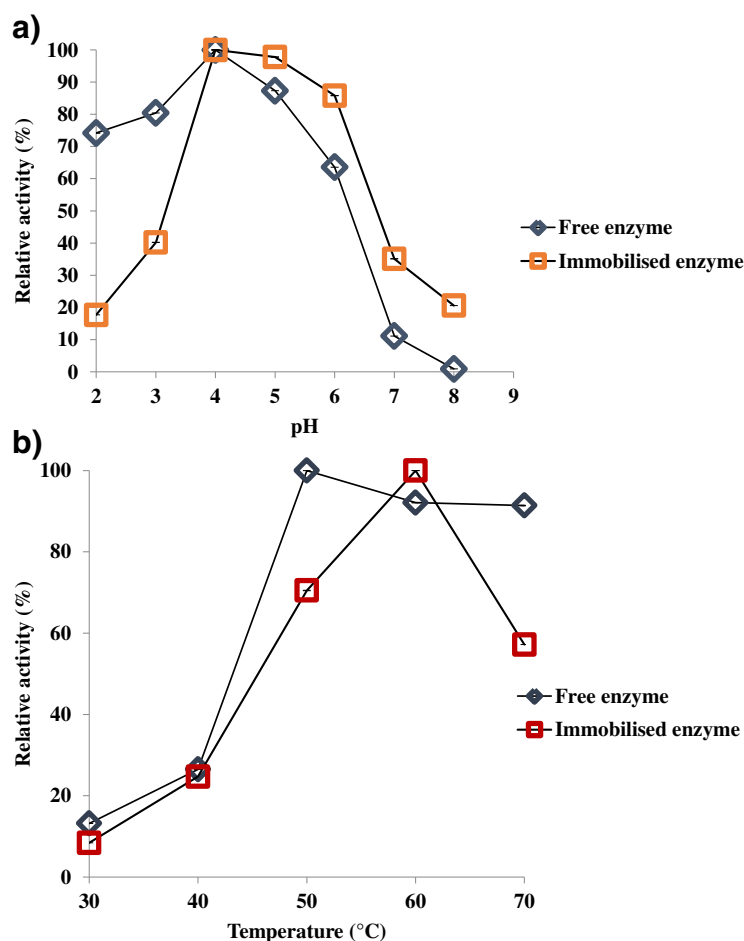 a)
Relative activity (%)
100
90
80
70
60
50
40
30
20
10
0
2 3 4 5 6 7 8 9
pH
Free enzyme
Immobilised enzyme
b)
Relative activity (%)
100
80
60
40
20
0
30 40 50 60 70
Temperature (°C)
Free enzyme
Immobilised enzyme